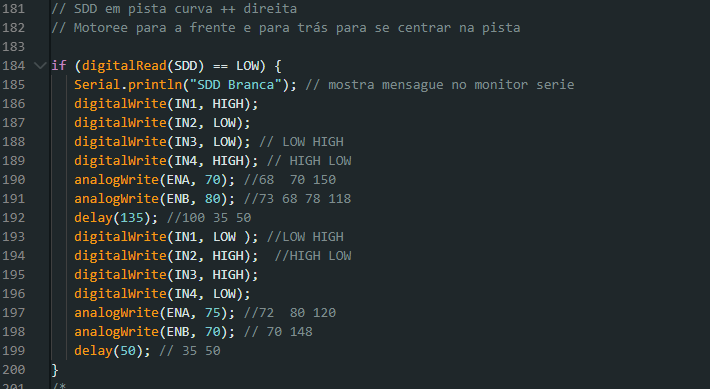 181 // SDD em pista curva ++ direita
182 // Motoree para a frente e para trás para se centrar na pista
183
184 if (digitalRead(SDD) == LOW) {
185 Serial.println("SDD Branca"); // mostra mensague no monitor serie
186 digitalWrite(IN1, HIGH);
187 digitalWrite(IN2, LOW);
188 digitalWrite(IN3, LOW); // LOW HIGH
189 digitalWrite(IN4, HIGH); // HIGH LOW
190 analogWrite(ENA, 70); //68  70 150
191 analogWrite(ENB, 80); //73 68 78 118
192 delay(135); //100 35 50
193 digitalWrite(IN1, LOW ); //LOW HIGH
194 digitalWrite(IN2, HIGH);  //HIGH LOW
195 digitalWrite(IN3, HIGH);
196 digitalWrite(IN4, LOW);
197 analogWrite(ENA, 75); //72  80 120
198 analogWrite(ENB, 70); // 70 148
199 delay(50); // 35 50
200 }
201 /*